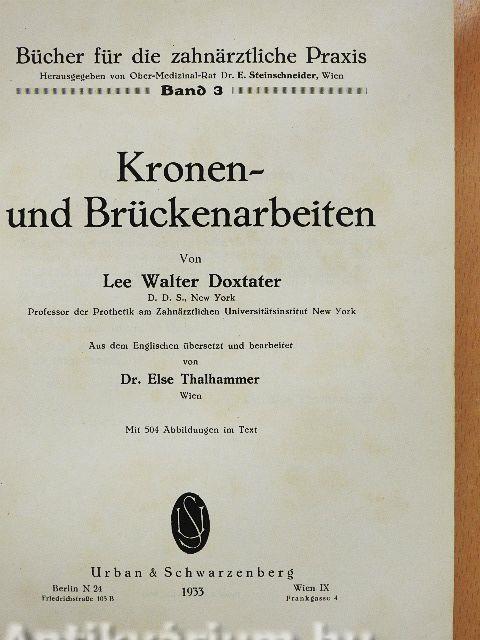 Bücher für die zahnärztliche Praxis
Herausgegeben von Ober-Medizinal-Rat Dr. E. Steinschneider, Wien
Band 3
Kronen-
und Brückenarbeiten
Von
Lee Walter Doxtater
D. D. S., New York
Professor der Prothetik am Zahnärztlichen Universitätsinstitut New York
Aus dem Englischen übersetzt und bearbeitet
von
Dr. Else Thalhammer
Wien
Mit 504 Abbildungen im Text
US
Urban & Schwarzenberg
Berlin N 24
Friedrichstraße 105 B
1933
Wien IX
Frankgasse 4
Antikvárium.hu